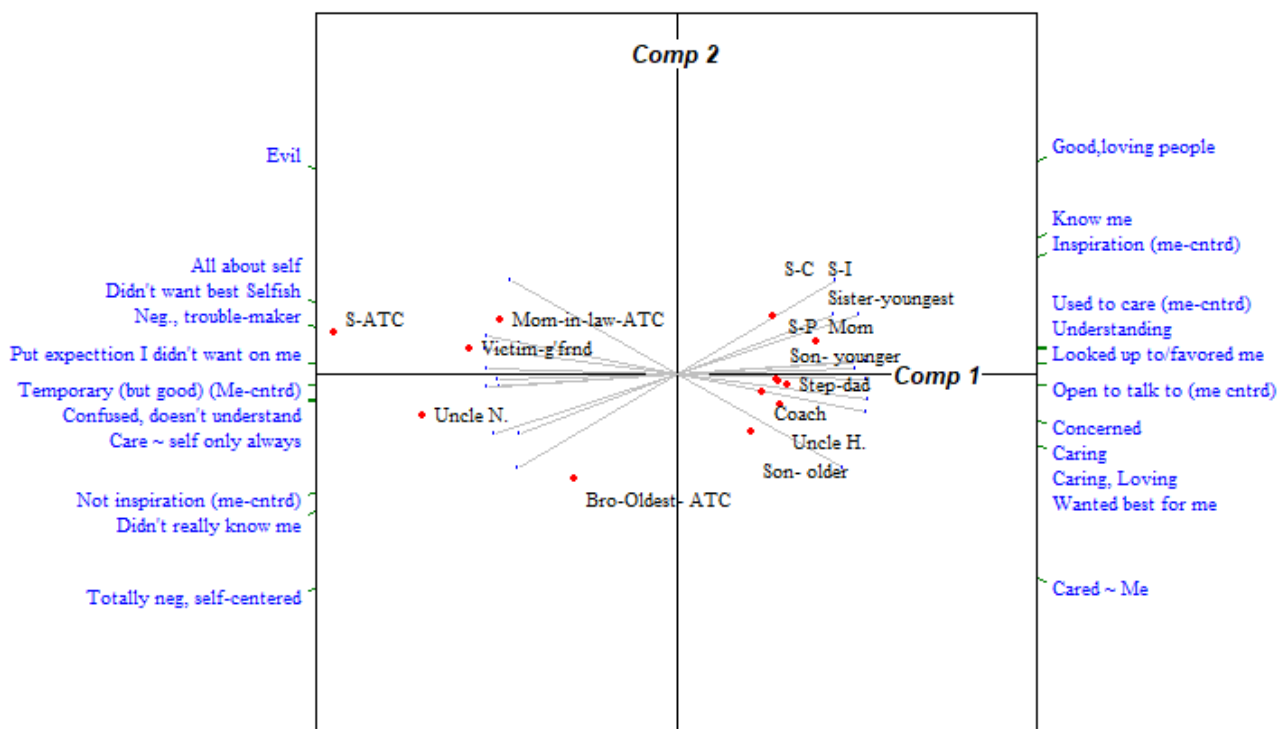 Comp 2
Evil
All about self
Didn't want best Selfish
Neg., trouble-maker
Put expecttion I didn't want on me
Temporary (but good) (Me-cntrd)
Confused, doesn't understand
Care ~ self only always
Not inspiration (me-cntrd)
Didn't really know me
Totally neg, self-centered
S-ATC
Mom-in-law-ATC
Victim-g'frnd
Uncle N.
Bro-Oldest- ATC
S-C S-I
Sister-youngest
S-P Mom
Son- younger
Comp 1
Step-dad
Coach
Uncle H.
Son- older
Good,loving people
Know me
Inspiration (me-cntrd)
Used to care (me-cntrd)
Understanding
Looked up to/favored me
Open to talk to (me cntrd)
Concerned
Caring
Caring, Loving
Wanted best for me
Cared ~ Me